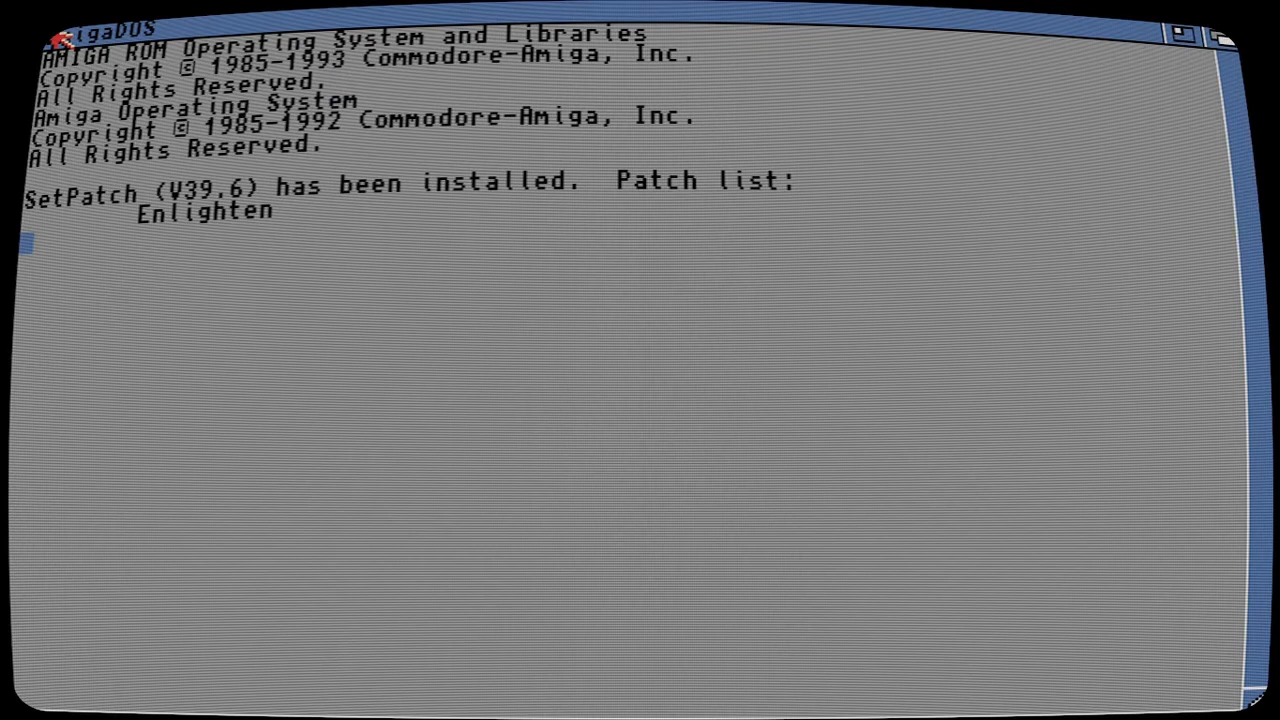 igaDOS
AMIGA ROM Operating System and Libraries
Copyright © 1985-1993 Commodore-Amiga, Inc.
All Rights Reserved.
Amiga Operating System
Copyright © 1985-1992 Commodore-Amiga, Inc.
All Rights Reserved.
SetPatch (V39.6) has been installed.  Patch list:
Enlighten